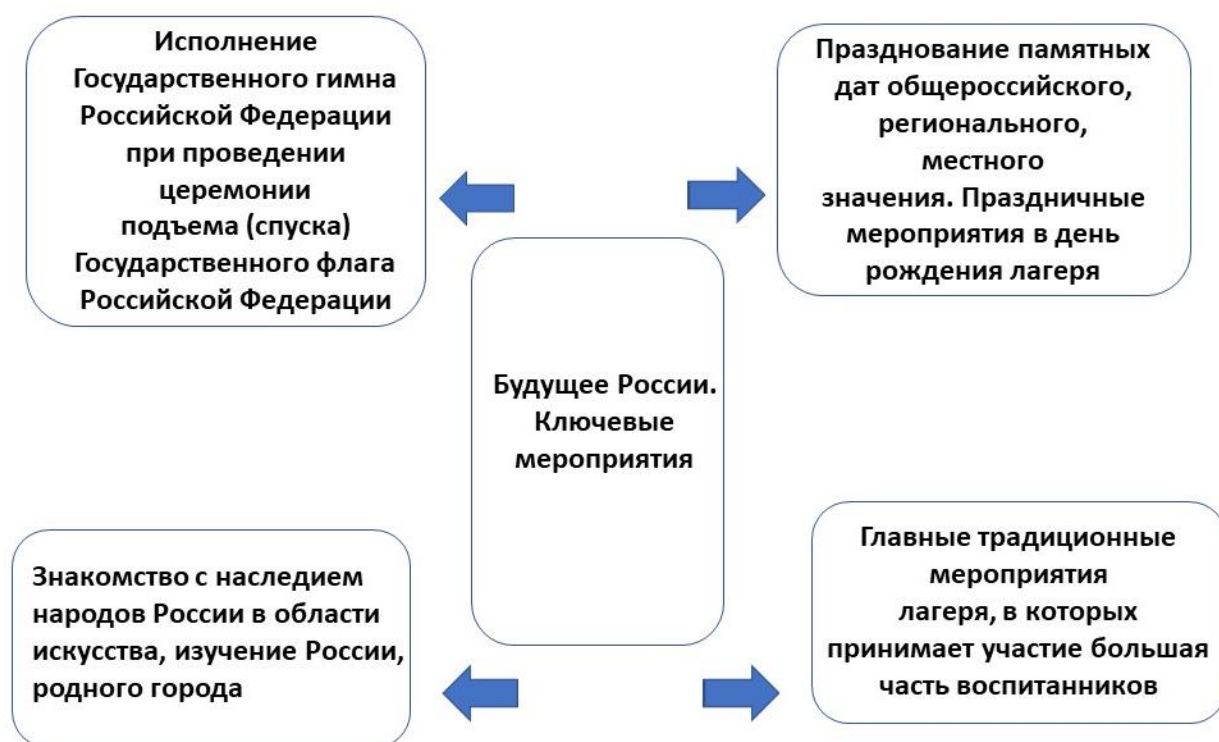 Исполнение
Государственного гимна
Российской Федерации
при проведении
церемонии
подъема (спуска)
Государственного флага
Российской Федерации
Празднование памятных
дат общероссийского,
регионального,
местного
значения. Праздничные
мероприятия в день
рождения лагеря
Будущее России.
Ключевые
мероприятия
Знакомство с наследием
народов России в области
искусства, изучение России,
родного города
Главные традиционные
мероприятия
лагеря, в которых
принимает участие большая
часть воспитанников